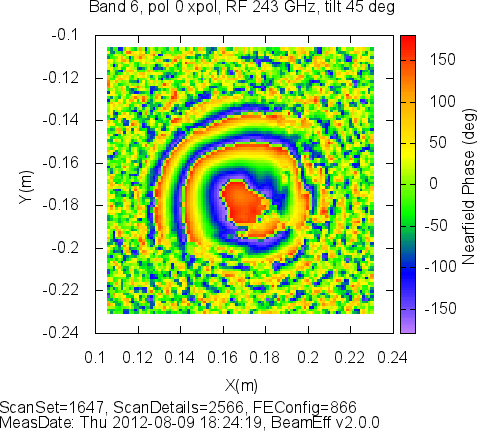 Band 6, pol 0 xpol, RF 243 GHz, tilt 45 deg
-0.1
-0.12
-0.14
-0.16
-0.18
-0.2
-0.22
-0.24
Y(m)
0.1 0.12 0.14 0.16 0.18 0.2 0.22 0.24
X(m)
150
100
50
0
-50
-100
-150
Nearfield Phase (deg)
ScanSet=1647, ScanDetails=2566, FEConfig=866
MeasDate: Thu 2012-08-09 18:24:19, BeamEff v2.0.0